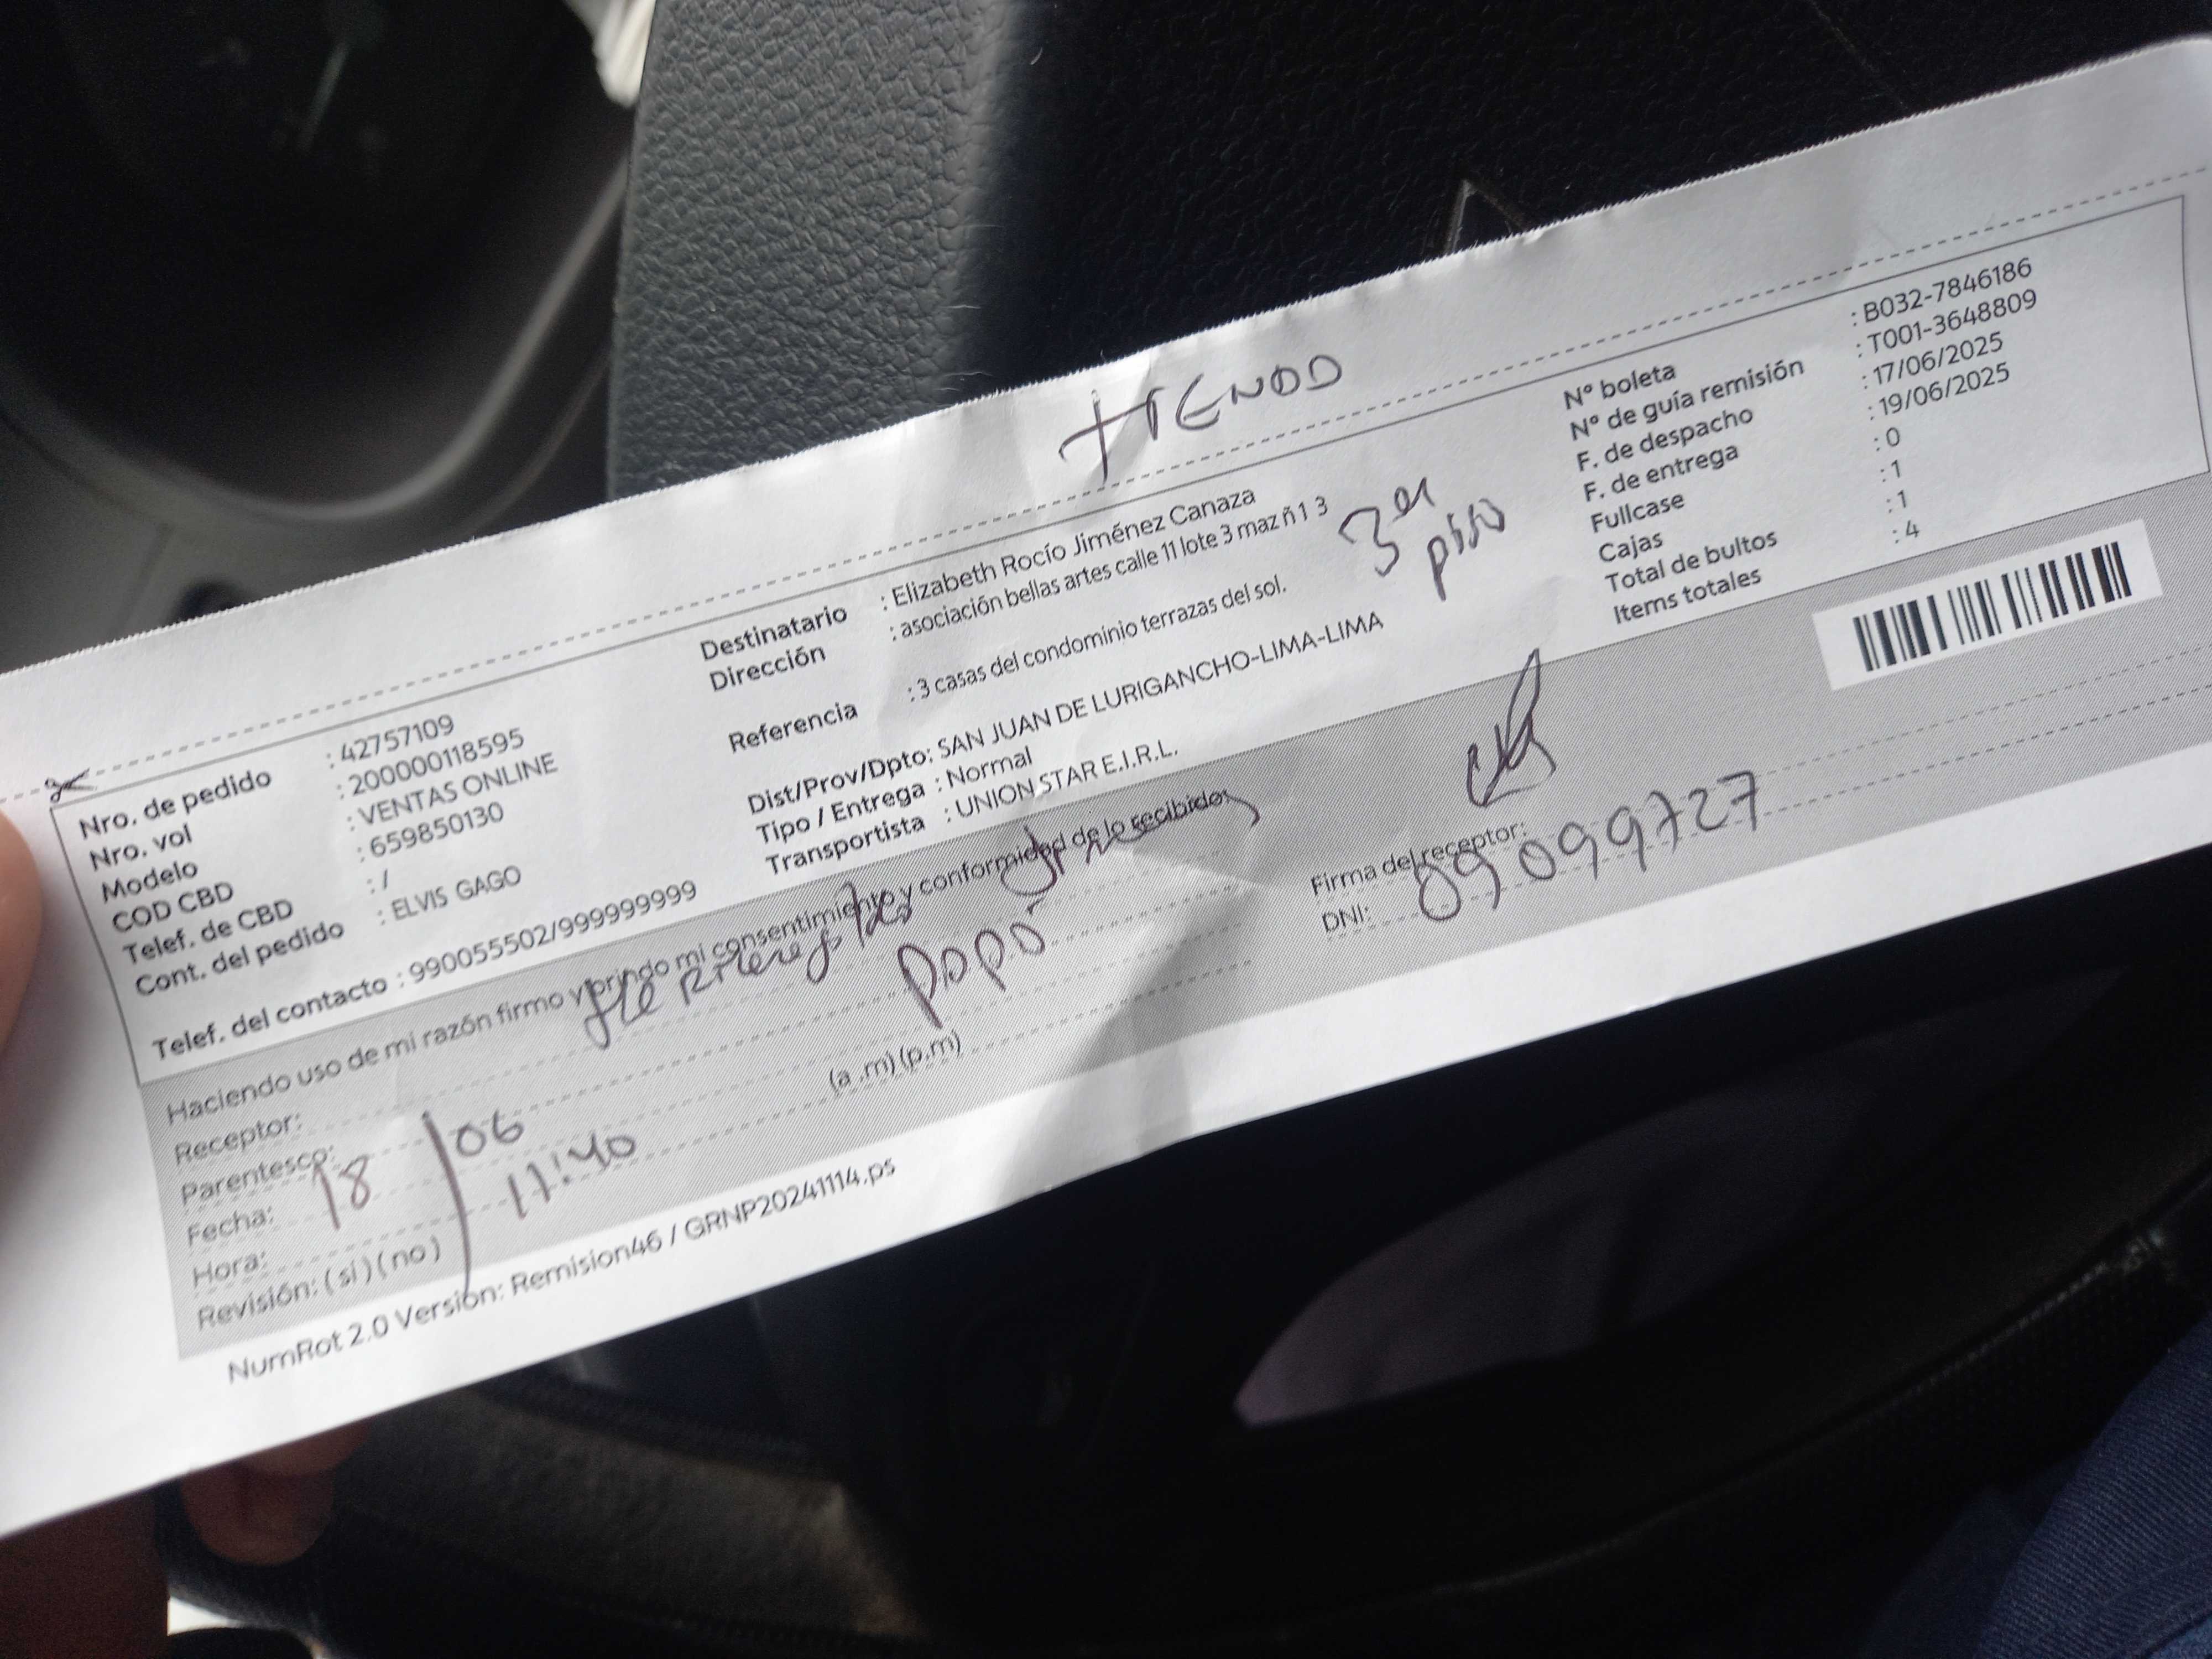 +TIENDA
Nro. de pedido : 42757109
Nro. vol : 200000118595
Modelo : VENTAS ONLINE
COD CBD : 659850130
Telef. de CBD : /
Cont. del pedido : ELVIS GAGO
Telef. del contacto : 990055502/999999999
Destinatario : Elizabeth Rocío Jiménez Canaza
Dirección : asociación bellas artes calle 11 lote 3 maz ñ1 3
3er piso
Referencia : 3 casas del condominio terrazas del sol.
Dist/Prov/Dpto: SAN JUAN DE LURIGANCHO-LIMA-LIMA
Tipo / Entrega : Normal
Transportista : UNION STAR E.I.R.L.
Nº boleta : B032-7846186
Nº de guía remisión : T001-3648809
F. de despacho : 17/06/2025
F. de entrega : 19/06/2025
Fullcase : 0
Cajas : 1
Total de bultos : 1
Items totales : 4
Haciendo uso de mi razón firmo y brindo mi consentimiento y conformidad de lo recibido:
Receptor:
Parentesco: papá
Fecha: 18/06
Hora: 11:40 (a .m) (p.m)
Revisión: (si) (no)
Firma del receptor:
DNI: 09099727
NumRot 2.0 Version: Remision46 / GRNP20241114.ps